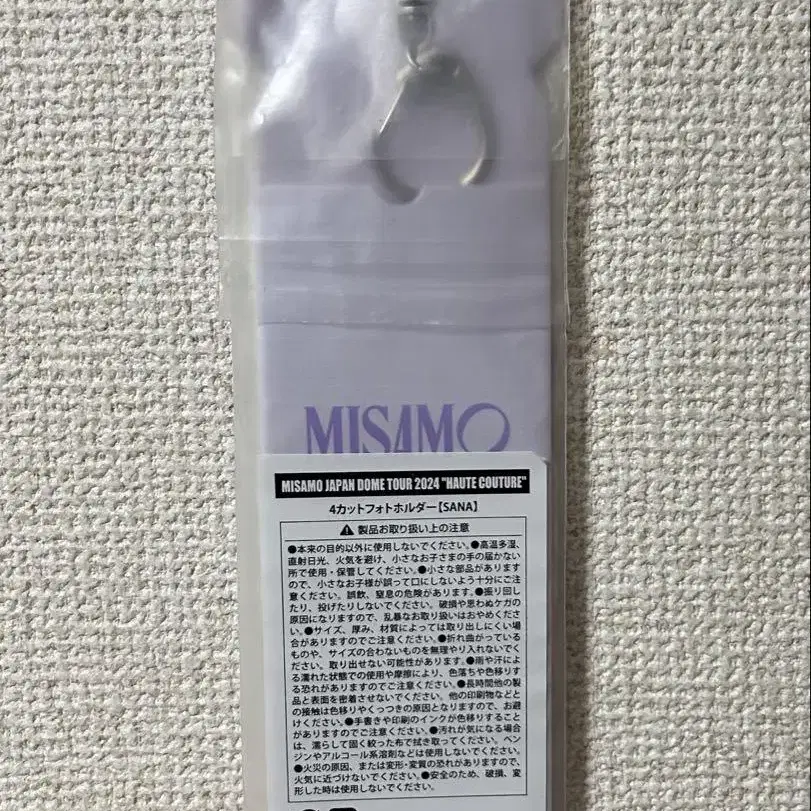 MISAMO
MISAMO JAPAN DOME TOUR 2024 "HAUTE COUTURE"
4カットフォトホルダー【SANA】
⚠ 製品お取り扱い上の注意
●本来の目的以外に使用しないでください。●高温多湿、
直射日光、火気を避け、小さなお子さまの手の届かない
所で使用・保管してください。●小さな部品があります
ので、小さなお子様が誤って口にしないよう十分にご注
意ください。誤飲、窒息の危険があります。●振り回し
たり、投げたりしないでください。破損や思わぬケガの
原因になりますので、乱暴なお取り扱いはおやめくださ
い。●サイズ、厚み、材質によっては取り出しにくい場
合がありますのでご注意ください。●折れ曲がっている
ものや、サイズの合わないものを無理やり入れないでく
ださい。取り出せない可能性があります。●雨や汗によ
る濡れた状態での使用や摩擦により、色落ちや色移りす
る恐れがありますのでご注意ください。●長時間他の製
品と表面を密着させないでください。他の印刷物などと
の接触は色移りやくっつきの原因となりますので、お避
けください。●手書きや印刷のインクが色移りすること
がありますのでご注意ください。●汚れが気になる場合
は、濡らして固く絞った布で拭き取ってください。ベン
ジンやアルコール系溶剤などは使用しないでください。
●火災の原因、または変形・変質の恐れがありますので、
火気に近づけないでください。●安全のため、破損、変
形した時は使用しないでください。